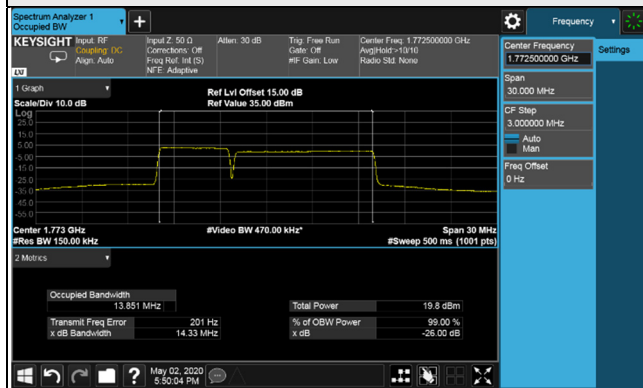 Spectrum Analyzer 1
Occupied BW
Frequency
KEYSIGHT
Input: RF
Coupling: DC
Align: Auto
Input Z: 50 Ω
Corrections: Off
Freq Ref: Int (S)
NFE: Adaptive
Atten: 30 dB
Trig: Free Run
Gate: Off
#IF Gain: Low
Center Freq: 1.772500000 GHz
Avg|Hold:>10/10
Radio Std: None
LXI
1 Graph
Scale/Div 10.0 dB
Ref Lvl Offset 15.00 dB
Ref Value 35.00 dBm
Log
25.0
15.0
5.00
-5.00
-15.0
-25.0
-35.0
-45.0
-55.0
Center 1.773 GHz
#Res BW 150.00 kHz
#Video BW 470.00 kHz*
Span 30 MHz
#Sweep 500 ms (1001 pts)
2 Metrics
Occupied Bandwidth
13.851 MHz
Total Power 19.8 dBm
Transmit Freq Error 201 Hz
% of OBW Power 99.00 %
x dB Bandwidth 14.33 MHz
x dB -26.00 dB
May 02, 2020
5:50:04 PM
Center Frequency
1.772500000 GHz
Settings
Span
30.000 MHz
CF Step
3.000000 MHz
Auto
Man
Freq Offset
0 Hz